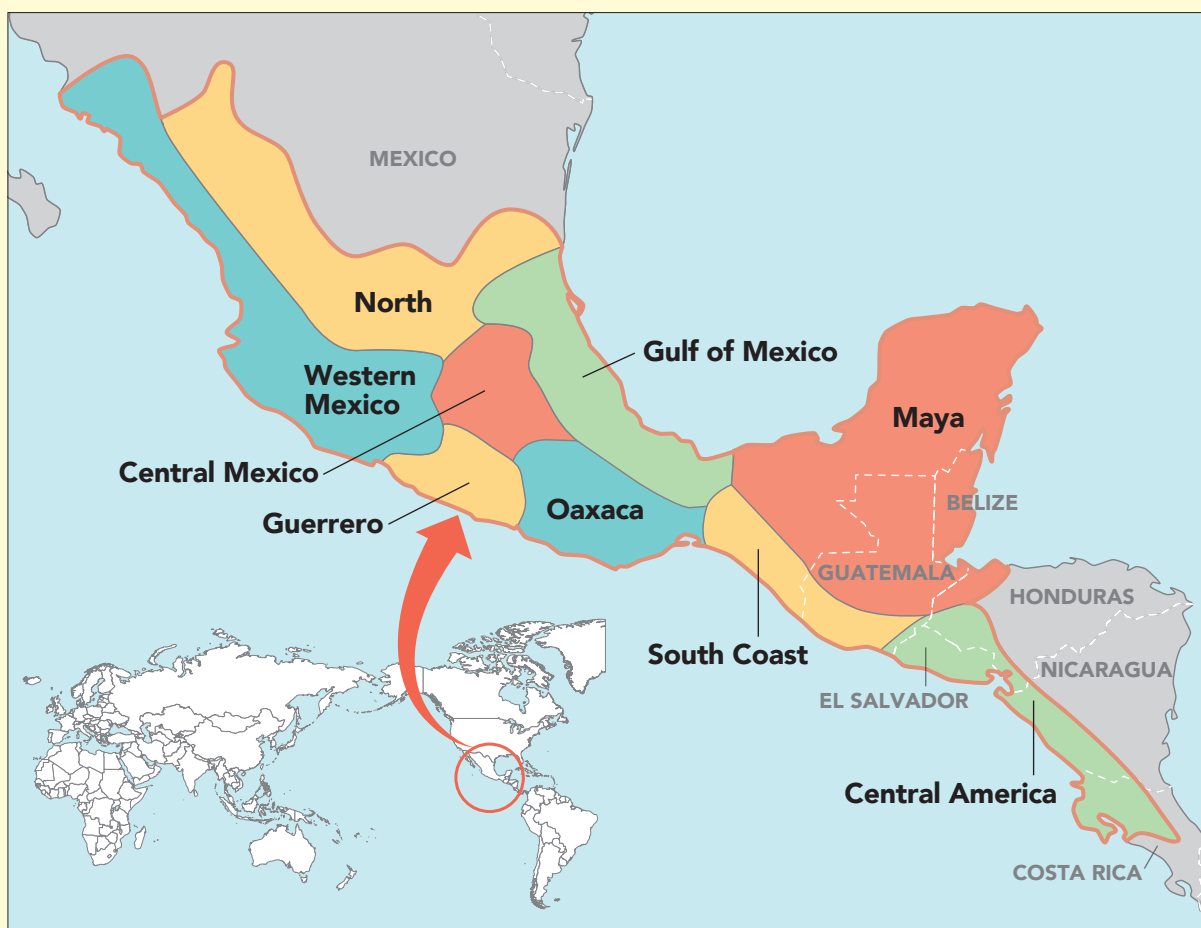 MEXICO
North
Gulf of Mexico
Western
Mexico
Maya
Central Mexico
BELIZE
Guerrero
Oaxaca
GUATEMALA
HONDURAS
South Coast
NICARAGUA
EL SALVADOR
Central America
COSTA RICA